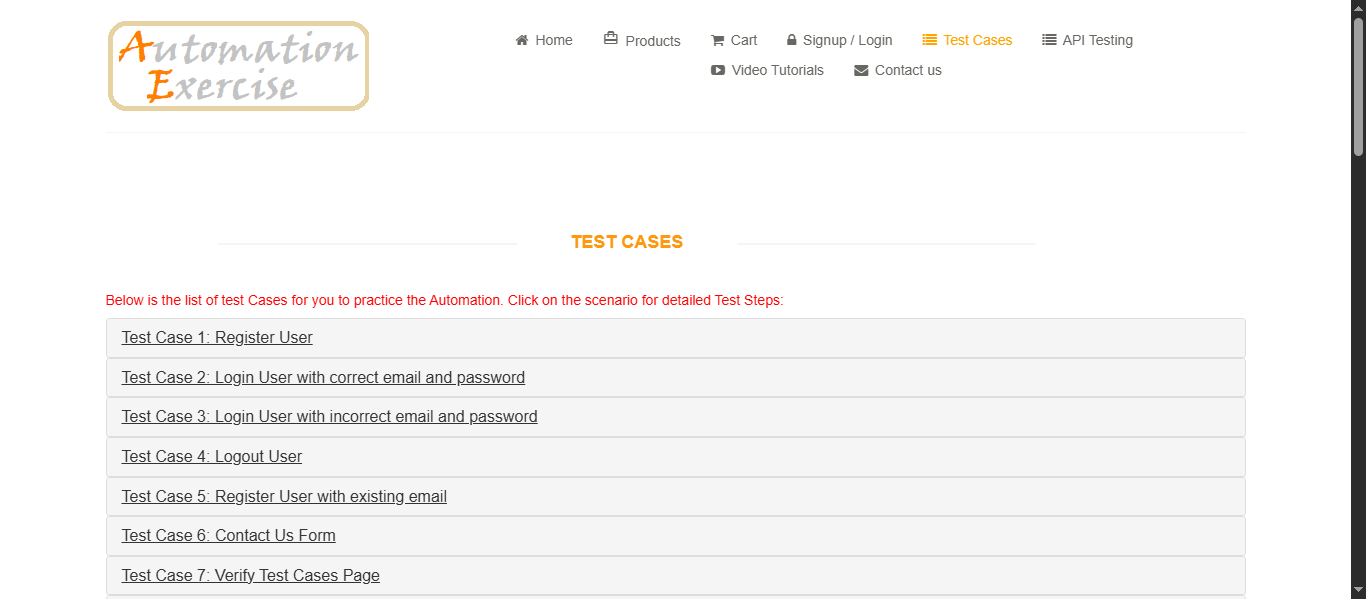 Automation
Exercise
Home Products Cart Signup / Login Test Cases API Testing
Video Tutorials Contact us
TEST CASES
Below is the list of test Cases for you to practice the Automation. Click on the scenario for detailed Test Steps:
Test Case 1: Register User
Test Case 2: Login User with correct email and password
Test Case 3: Login User with incorrect email and password
Test Case 4: Logout User
Test Case 5: Register User with existing email
Test Case 6: Contact Us Form
Test Case 7: Verify Test Cases Page